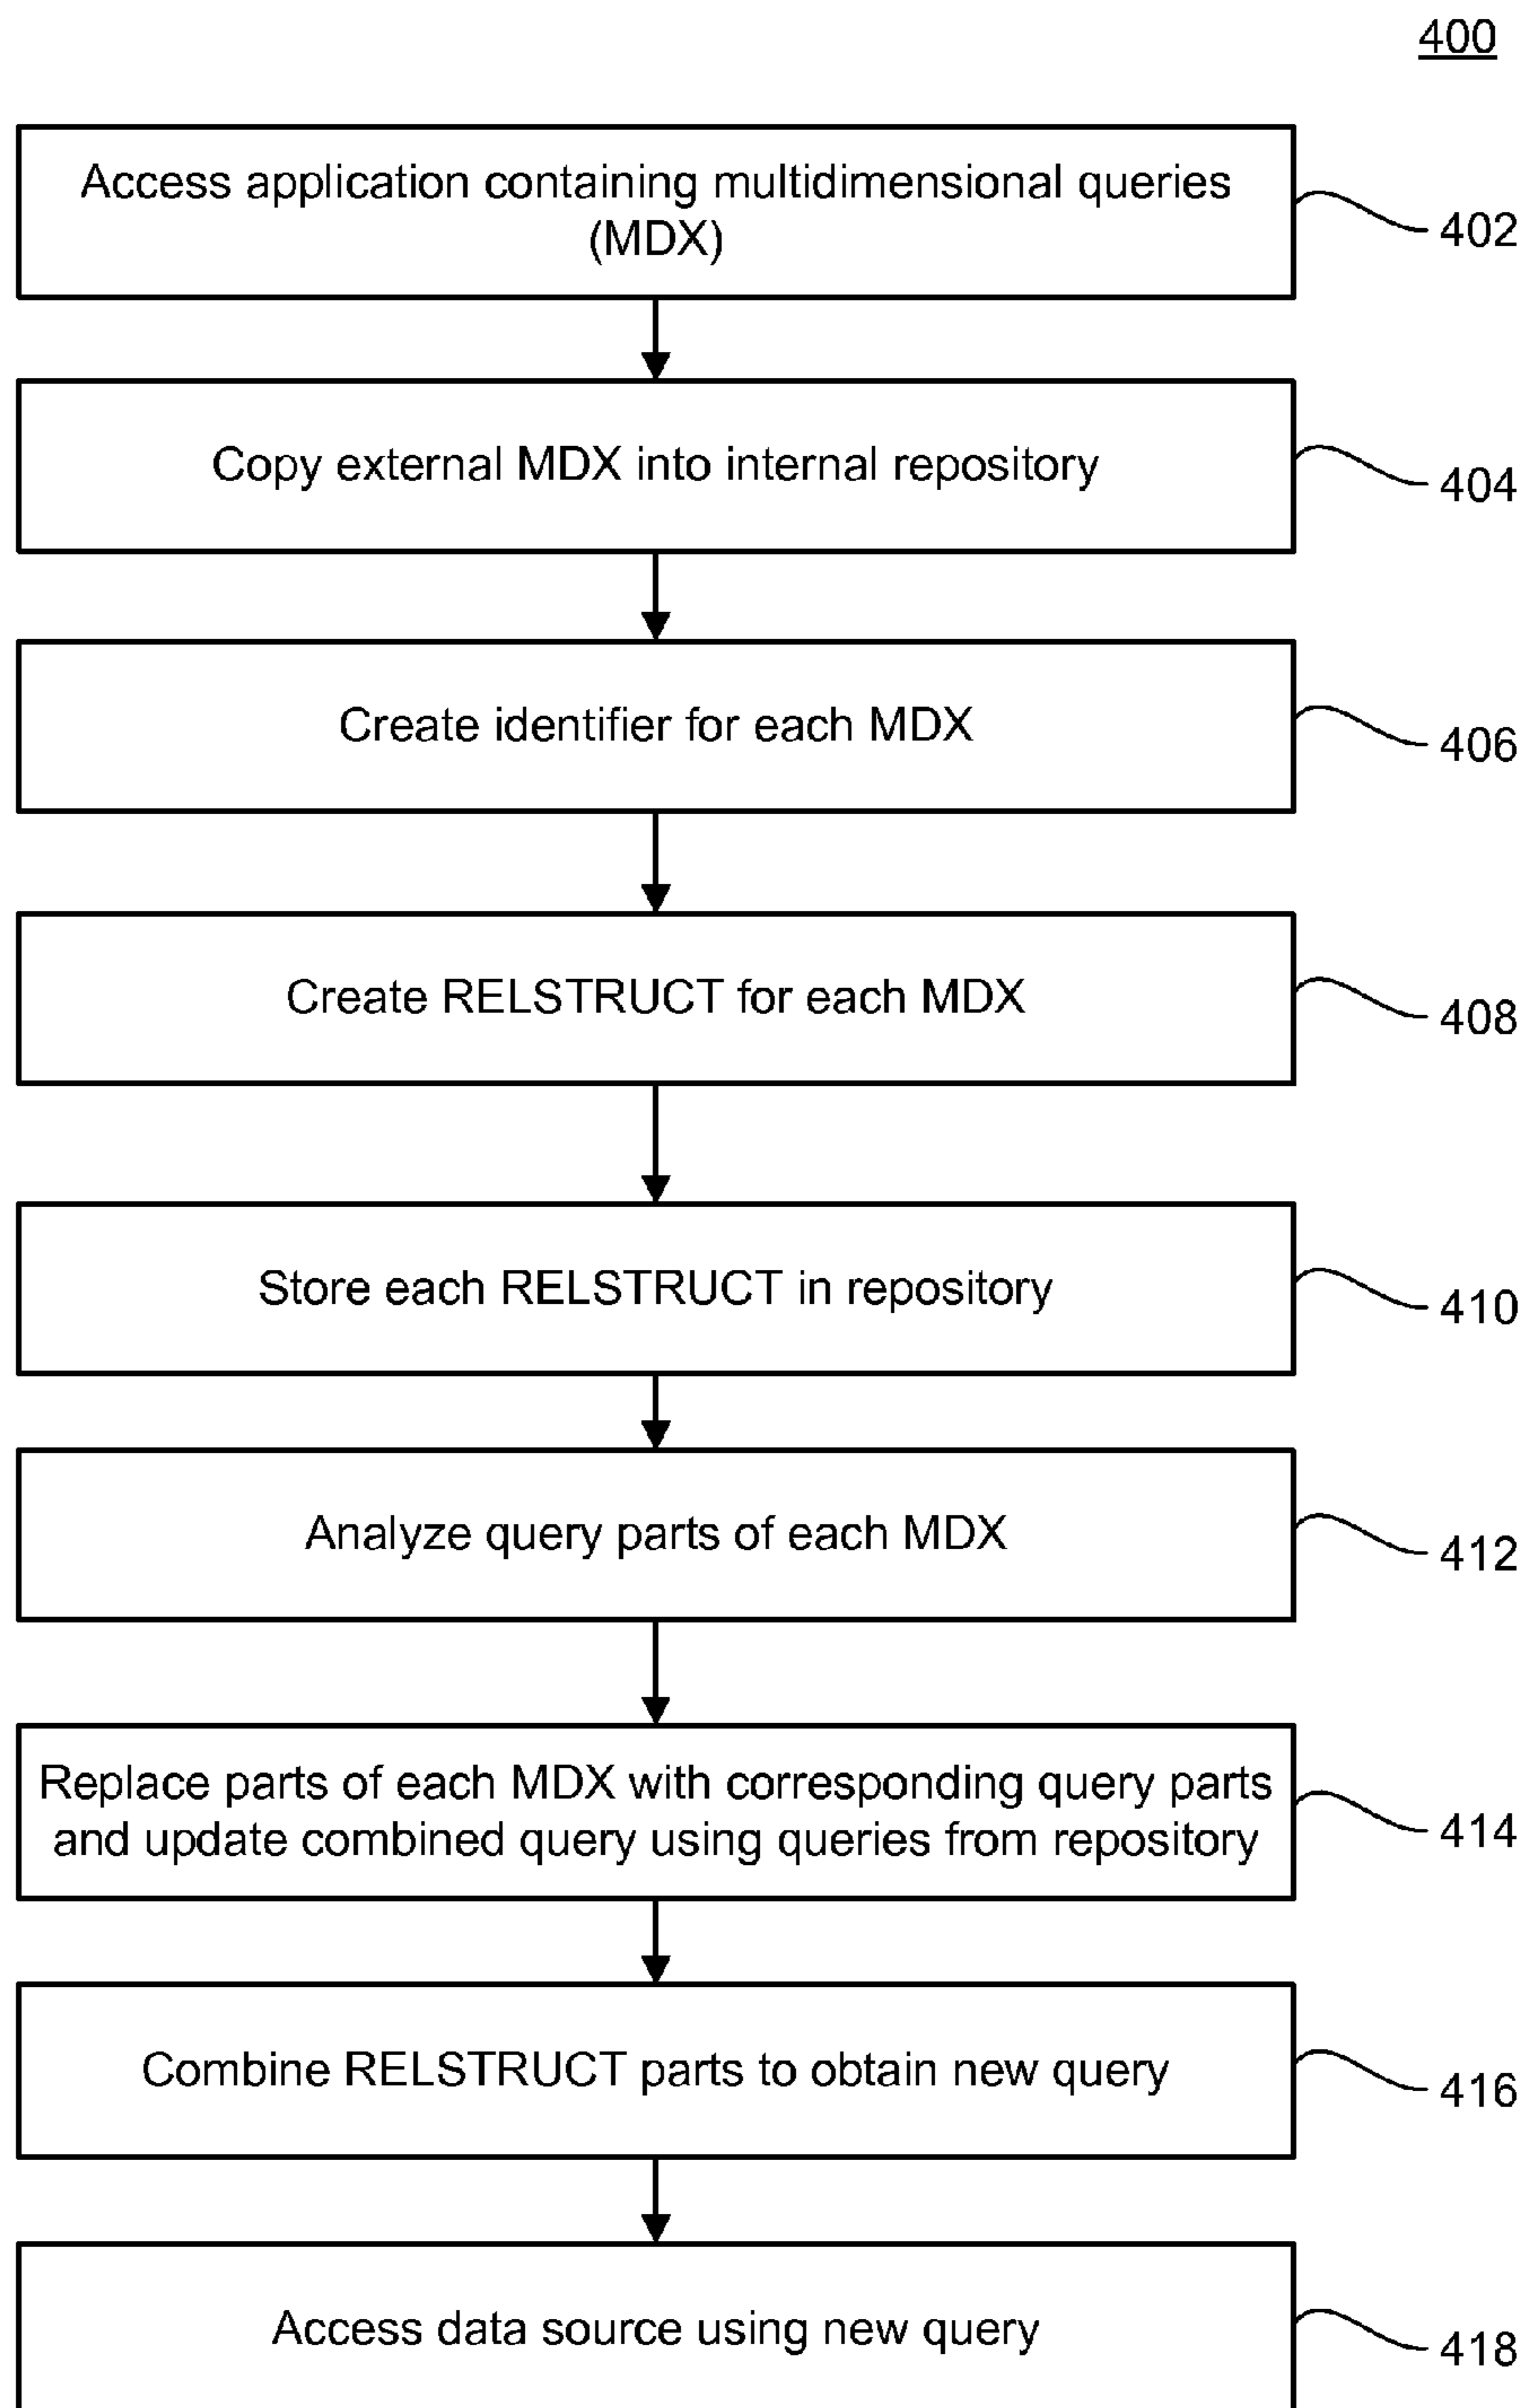 400
Access application containing multidimensional queries
(MDX)
402
Copy external MDX into internal repository
404
Create identifier for each MDX
406
Create RELSTRUCT for each MDX
408
Store each RELSTRUCT in repository
410
Analyze query parts of each MDX
412
Replace parts of each MDX with corresponding query parts
and update combined query using queries from repository
414
Combine RELSTRUCT parts to obtain new query
416
Access data source using new query
418